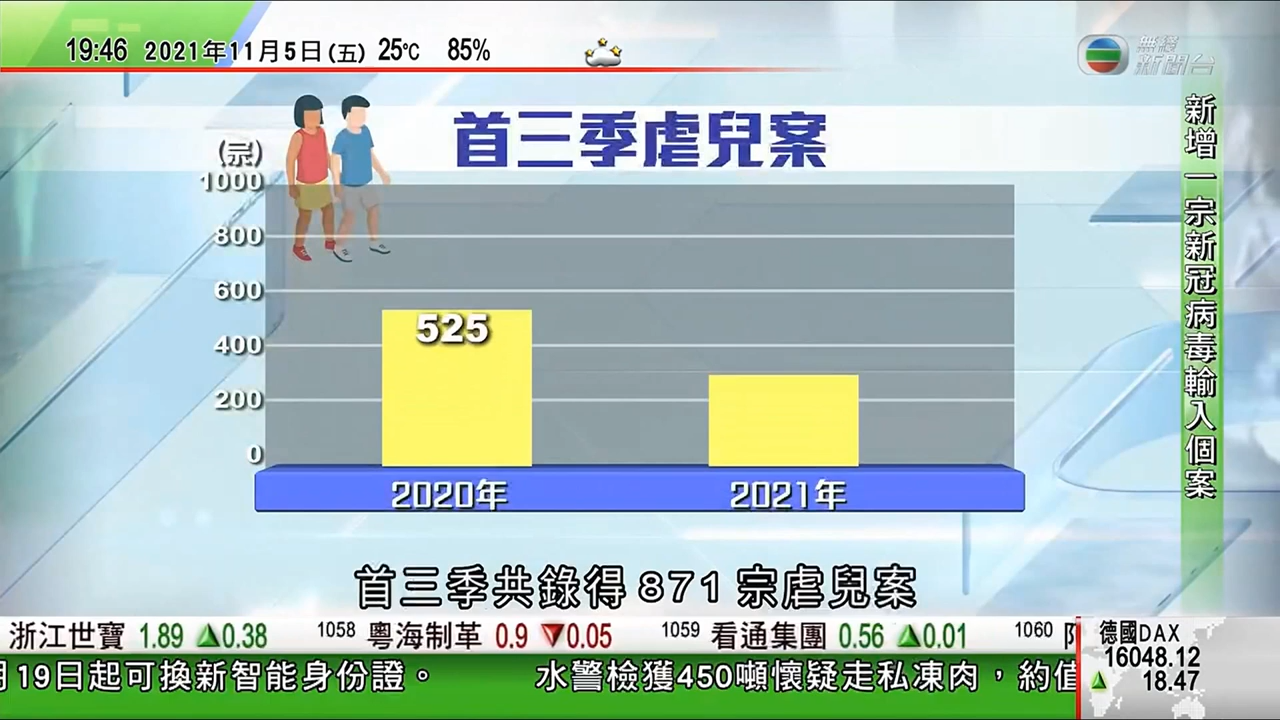 19:46 2021年11月5日(五) 25℃ 85%
無綫
新聞台
新增一宗新冠病毒輸入個案
首三季虐兒案
(宗)
1000
800
600
400
200
0
525
2020年
2021年
首三季共錄得871宗虐兒案
浙江世寶 1.89 ▲0.38 1058 粵海制革 0.9 ▼0.05 1059 看通集團 0.56 ▲0.01 1060
德國DAX
16048.12
▲ 18.47
月19日起可換新智能身份證。 水警檢獲450噸懷疑走私凍肉，約值